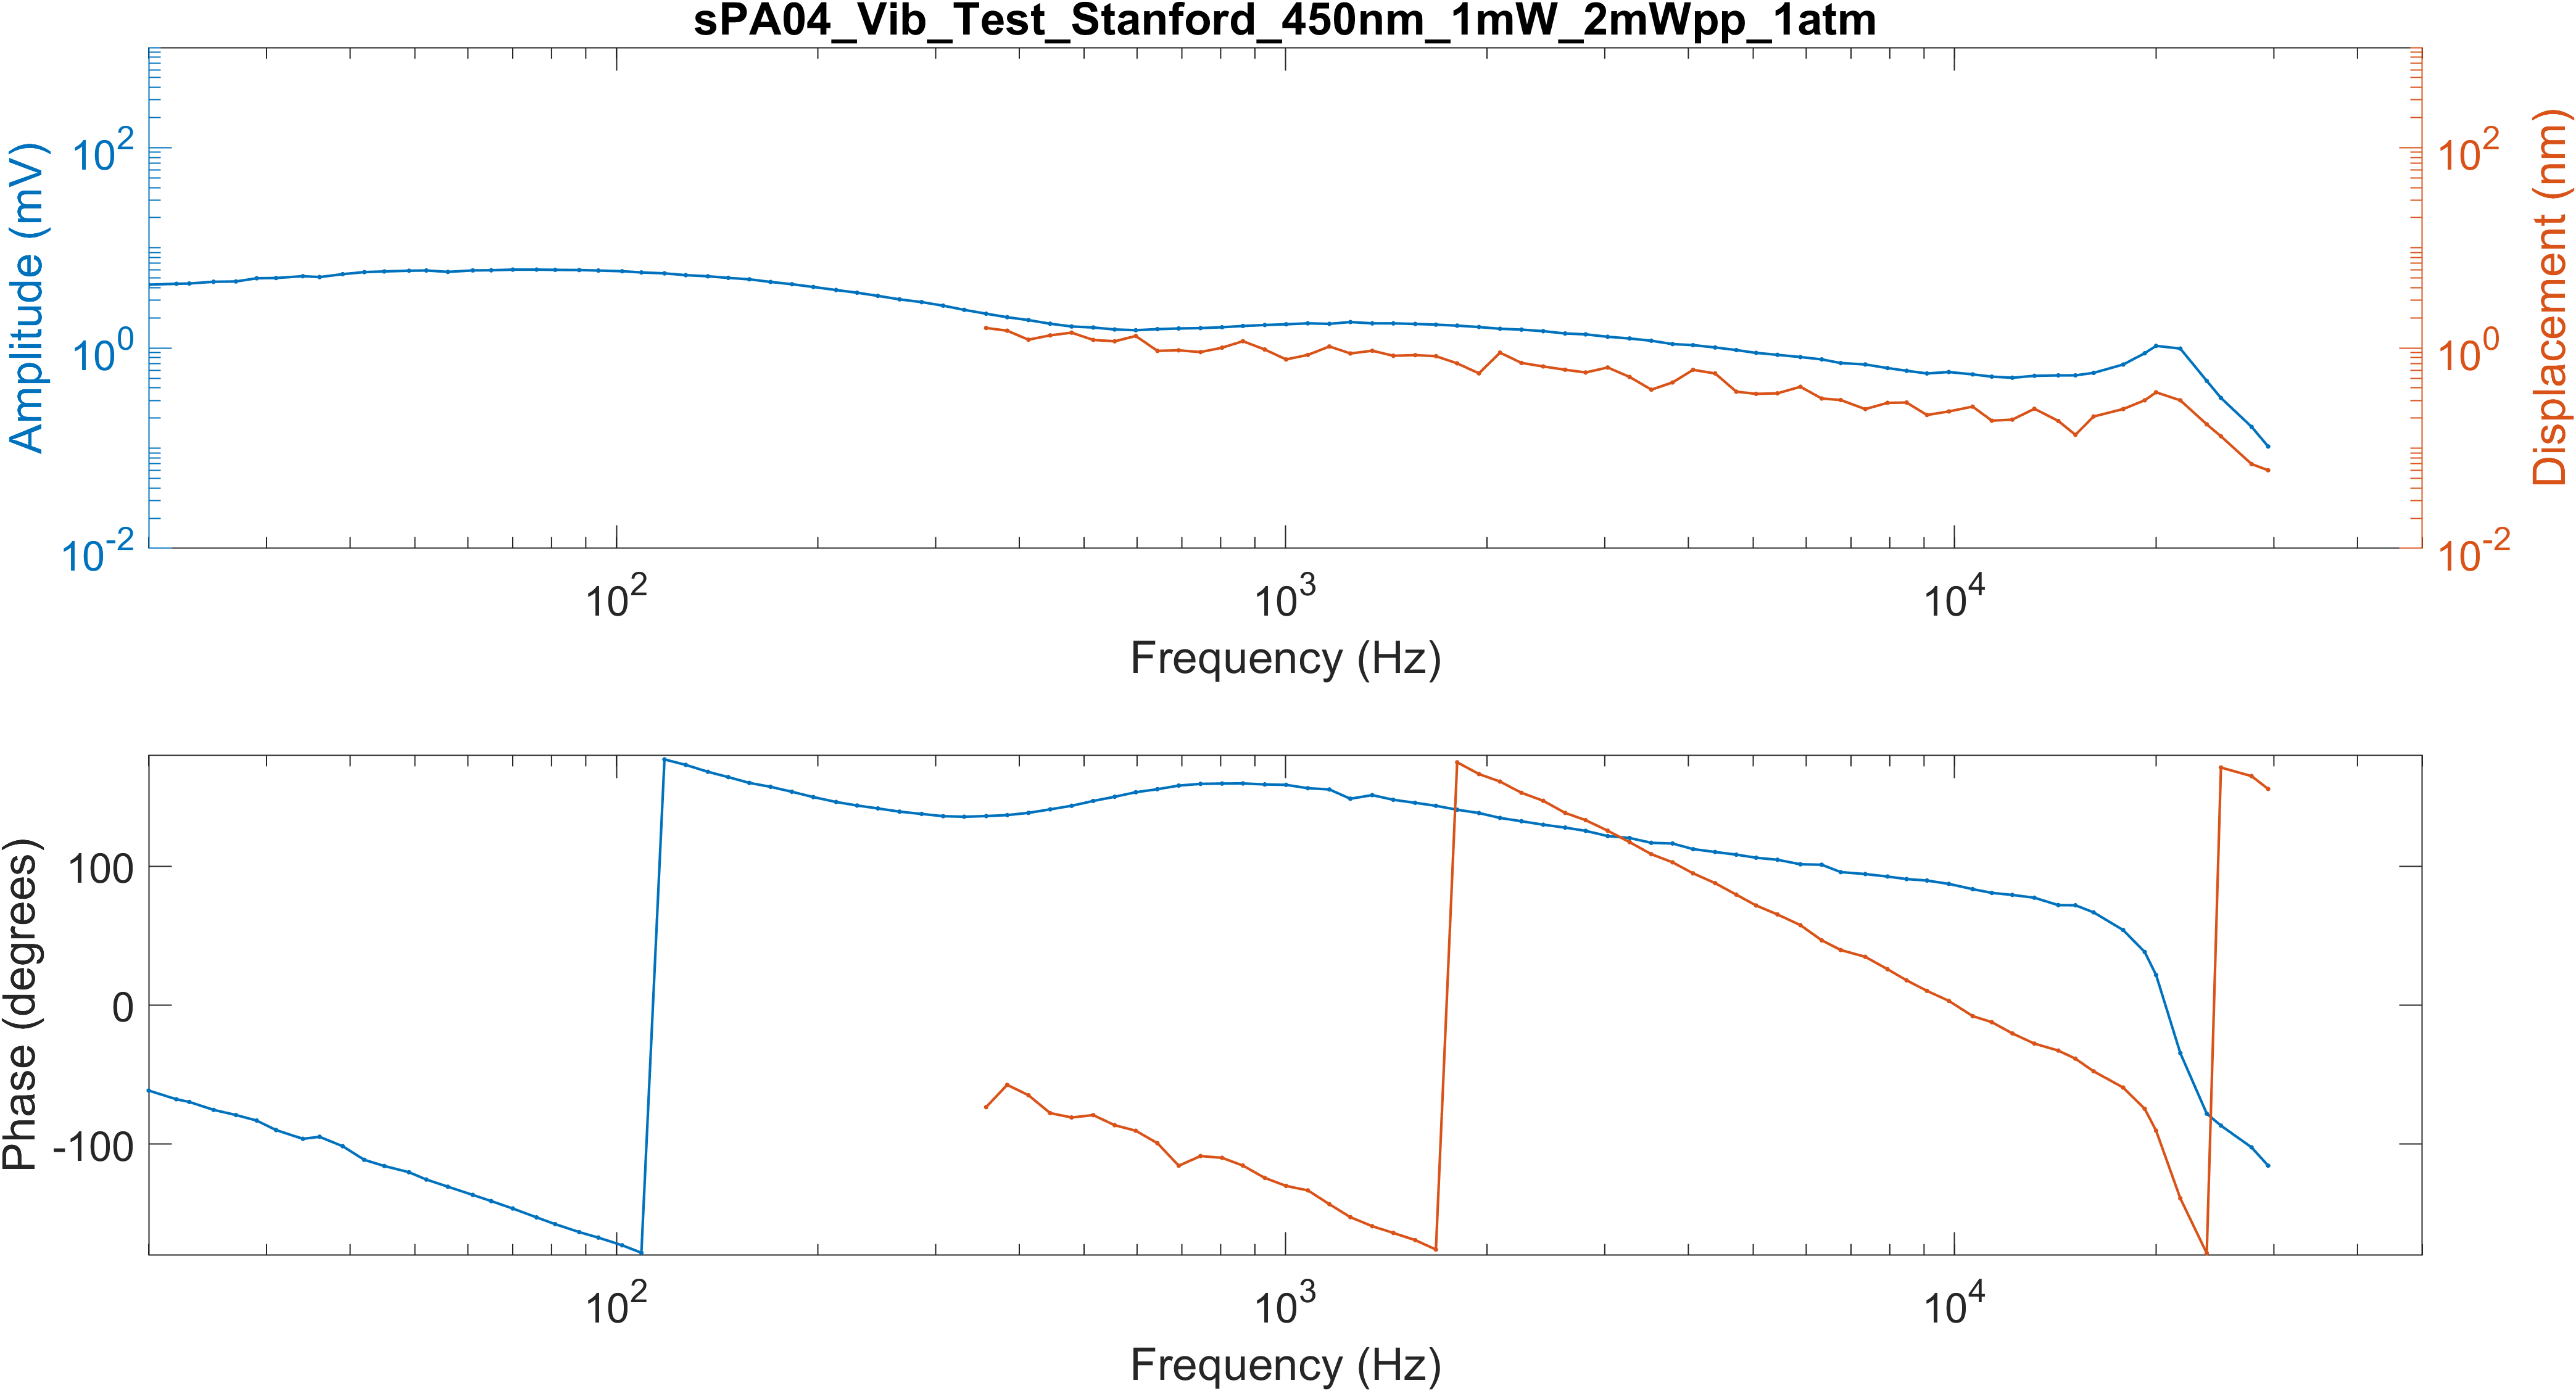 sPA04_Vib_Test_Stanford_450nm_1mW_2mWpp_1atm
Amplitude (mV)
10^2
10^0
10^-2
Displacement (nm)
10^2
10^0
10^-2
10^2 10^3 10^4
Frequency (Hz)
Phase (degrees)
100
0
-100
10^2 10^3 10^4
Frequency (Hz)